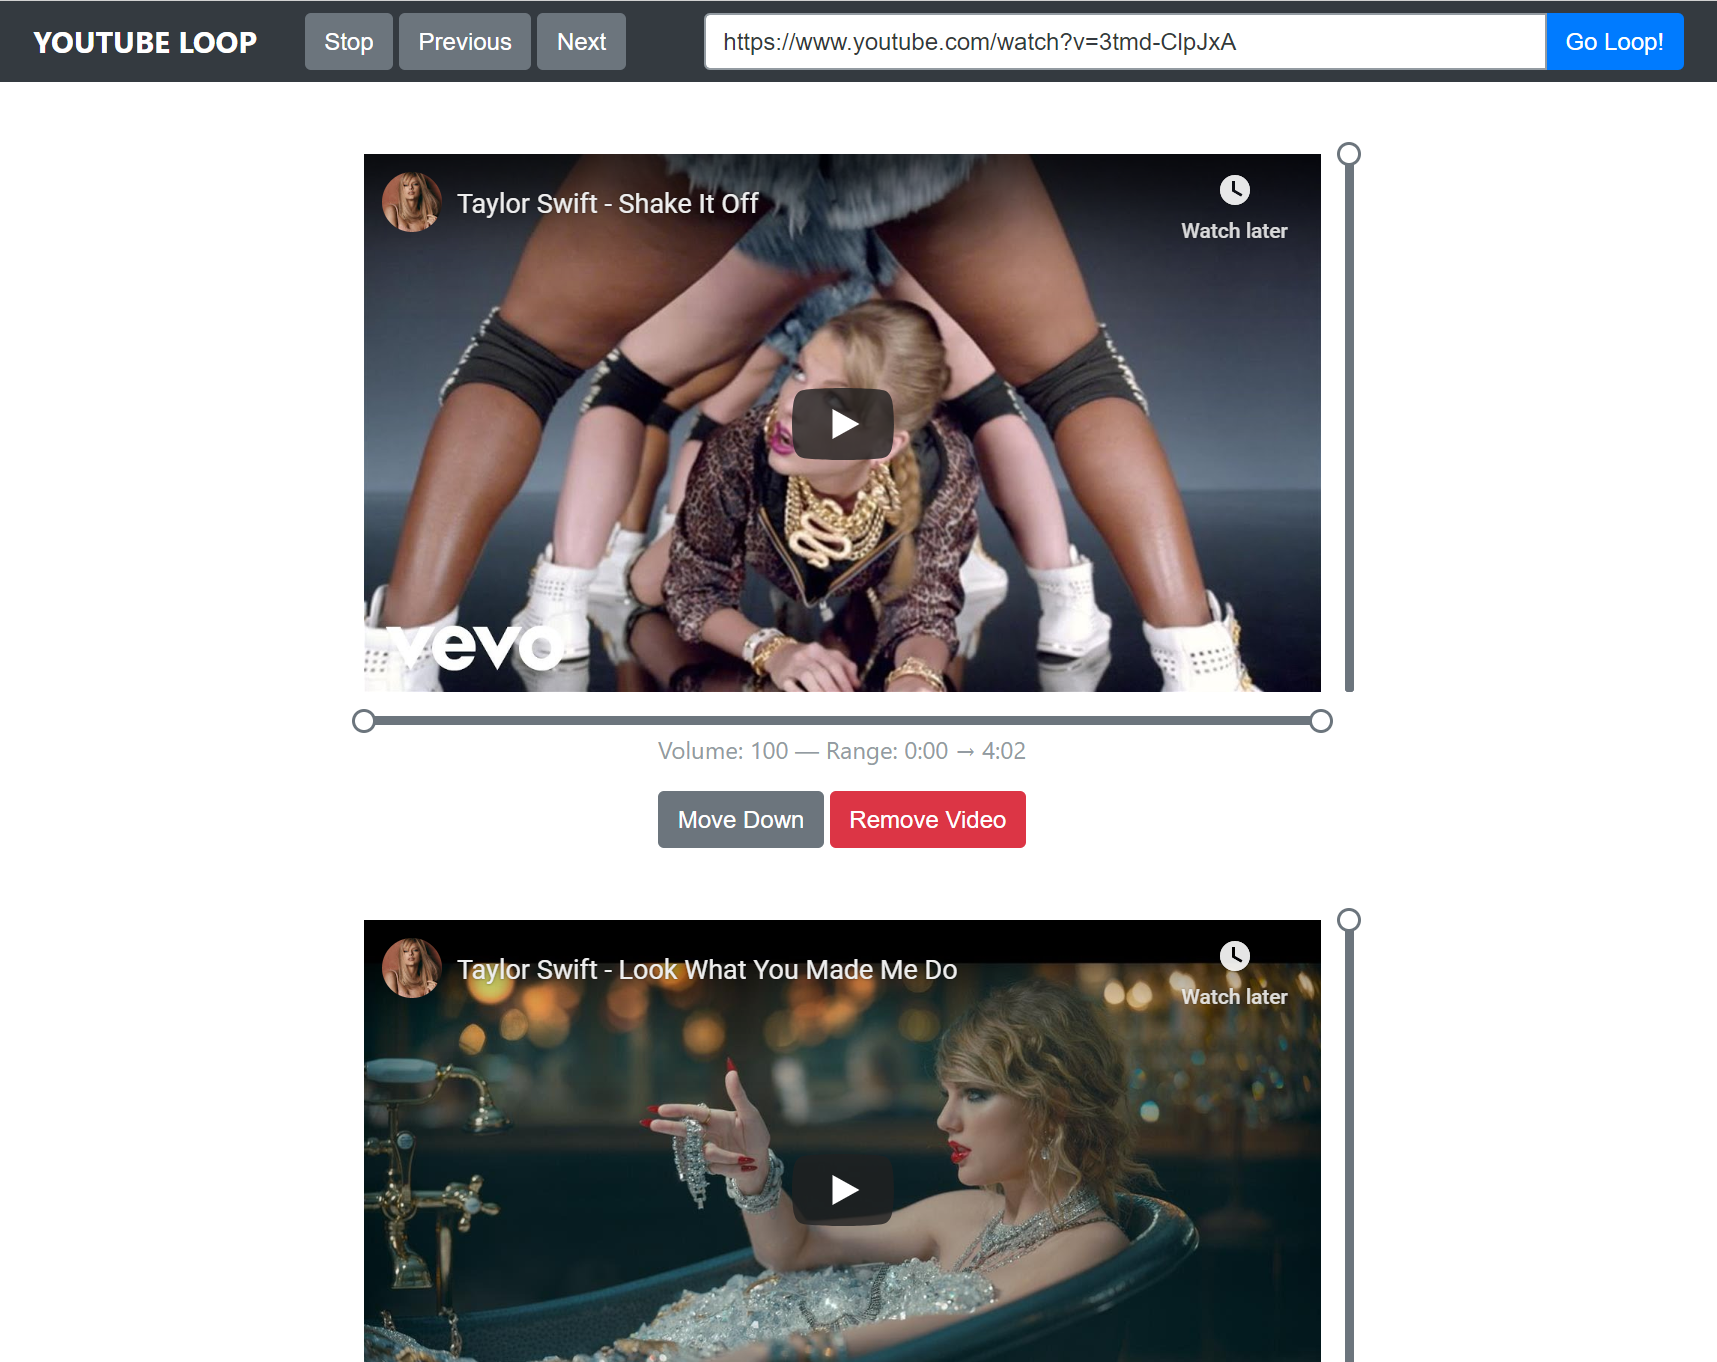 YOUTUBE LOOP Stop Previous Next https://www.youtube.com/watch?v=3tmd-ClpJxA Go Loop!
Taylor Swift - Shake It Off
Watch later
vevo
Volume: 100 — Range: 0:00 → 4:02
Move Down Remove Video
Taylor Swift - Look What You Made Me Do
Watch later